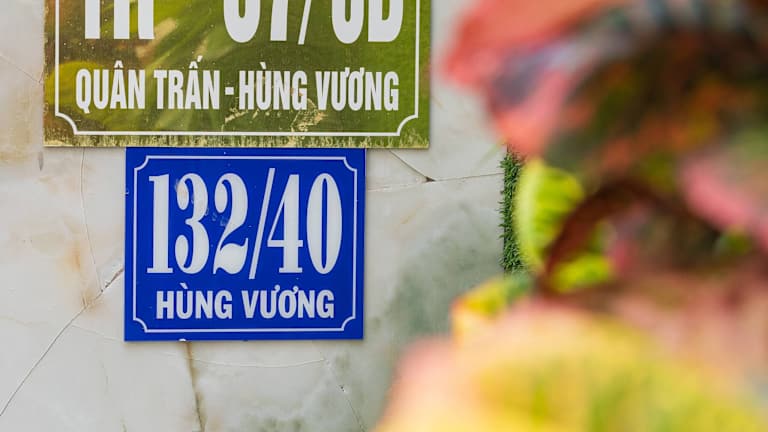 QUÂN TRẤN - HÙNG VƯƠNG
132/40
HÙNG VƯƠNG